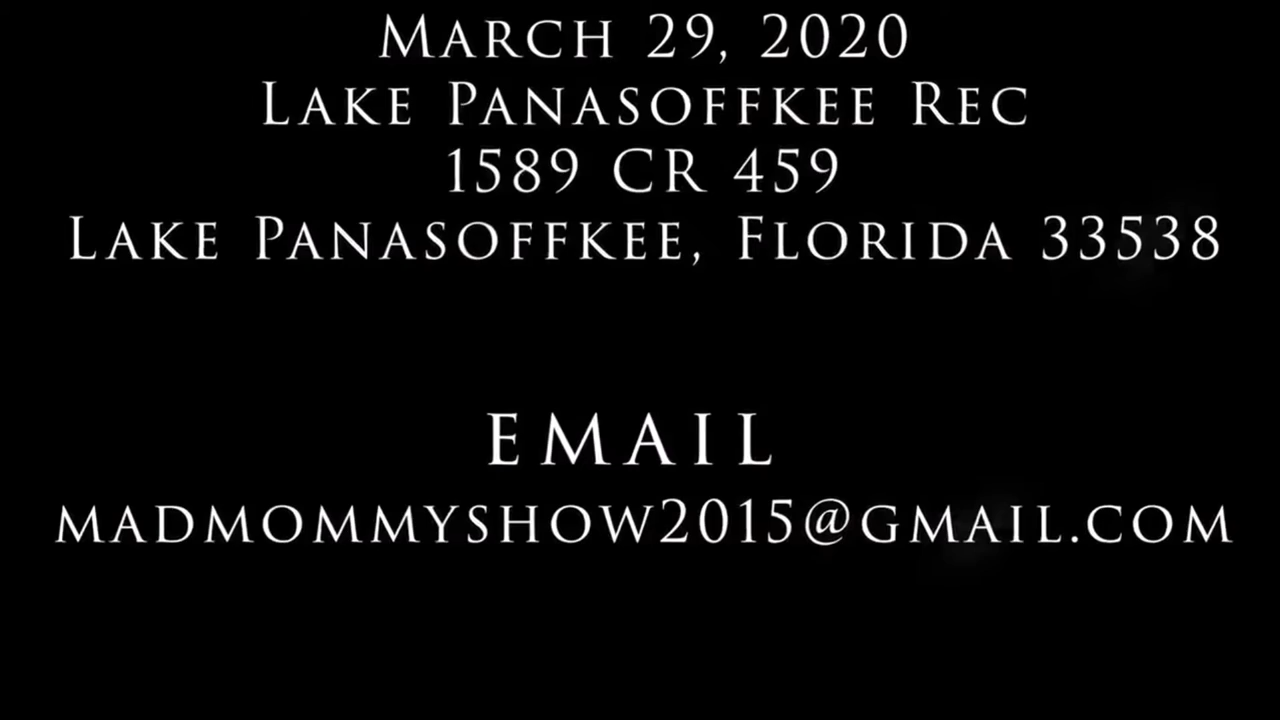 March 29, 2020
Lake Panasoffkee Rec
1589 CR 459
Lake Panasoffkee, Florida 33538
EMAIL
madmommyshow2015@gmail.com